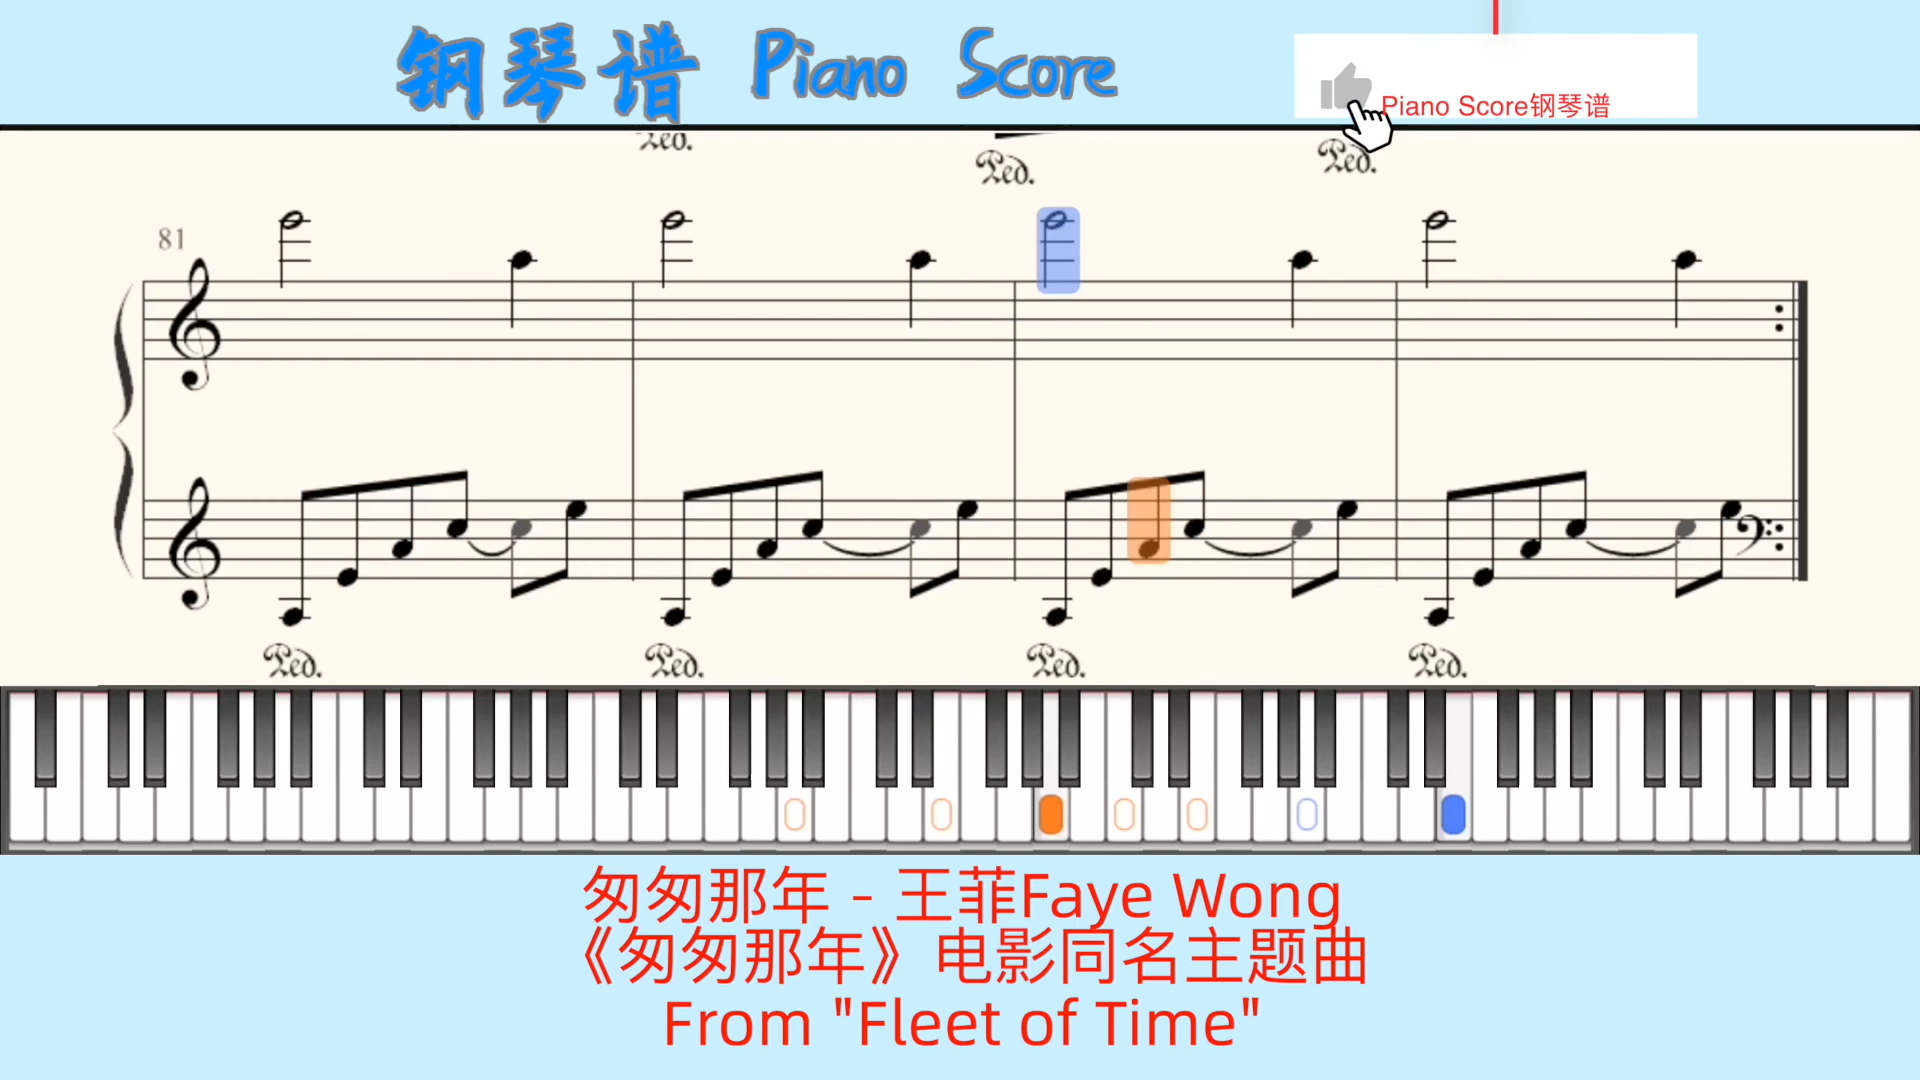 钢琴谱 Piano Score
Piano Score钢琴谱
Ped.
Ped.
Ped.
81
Ped.
Ped.
Ped.
Ped.
匆匆那年 - 王菲Faye Wong
《匆匆那年》电影同名主题曲
From "Fleet of Time"